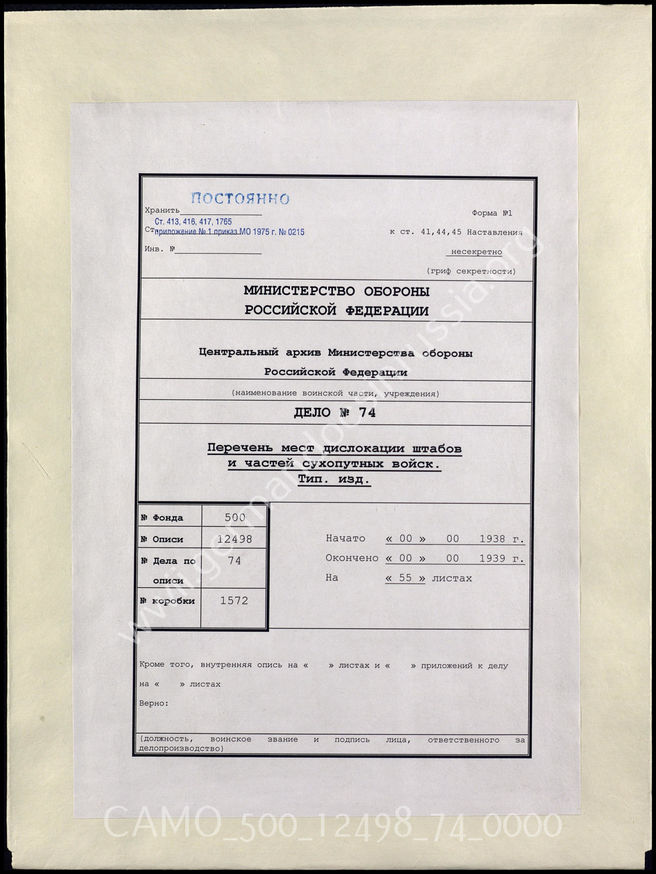 ПОСТОЯННО
Хранить
Ст. 413, 416, 417, 1765
Ст.
приложение № 1 приказ МО 1975 г. № 0215
Инв. №
Форма №1
к ст. 41,44,45 Наставления
несекретно
(гриф секретности)
МИНИСТЕРСТВО ОБОРОНЫ
РОССИЙСКОЙ ФЕДЕРАЦИИ
Центральный архив Министерства обороны
Российской Федерации
(наименование воинской части, учреждения)
ДЕЛО № 74
Перечень мест дислокации штабов
и частей сухопутных войск.
Тип. изд.
№ Фонда 500
№ Описи 12498
№ Дела по описи 74
№ коробки 1572
Начато « 00 » 00 1938 г.
Окончено « 00 » 00 1939 г.
На « 55 » листах
Кроме того, внутренняя опись на « » листах и « » приложений к делу
на « » листах
Верно:
(должность, воинское звание и подпись лица, ответственного за
делопроизводство)
www.germandocsinrussia.org
CAMO_500_12498_74_0000